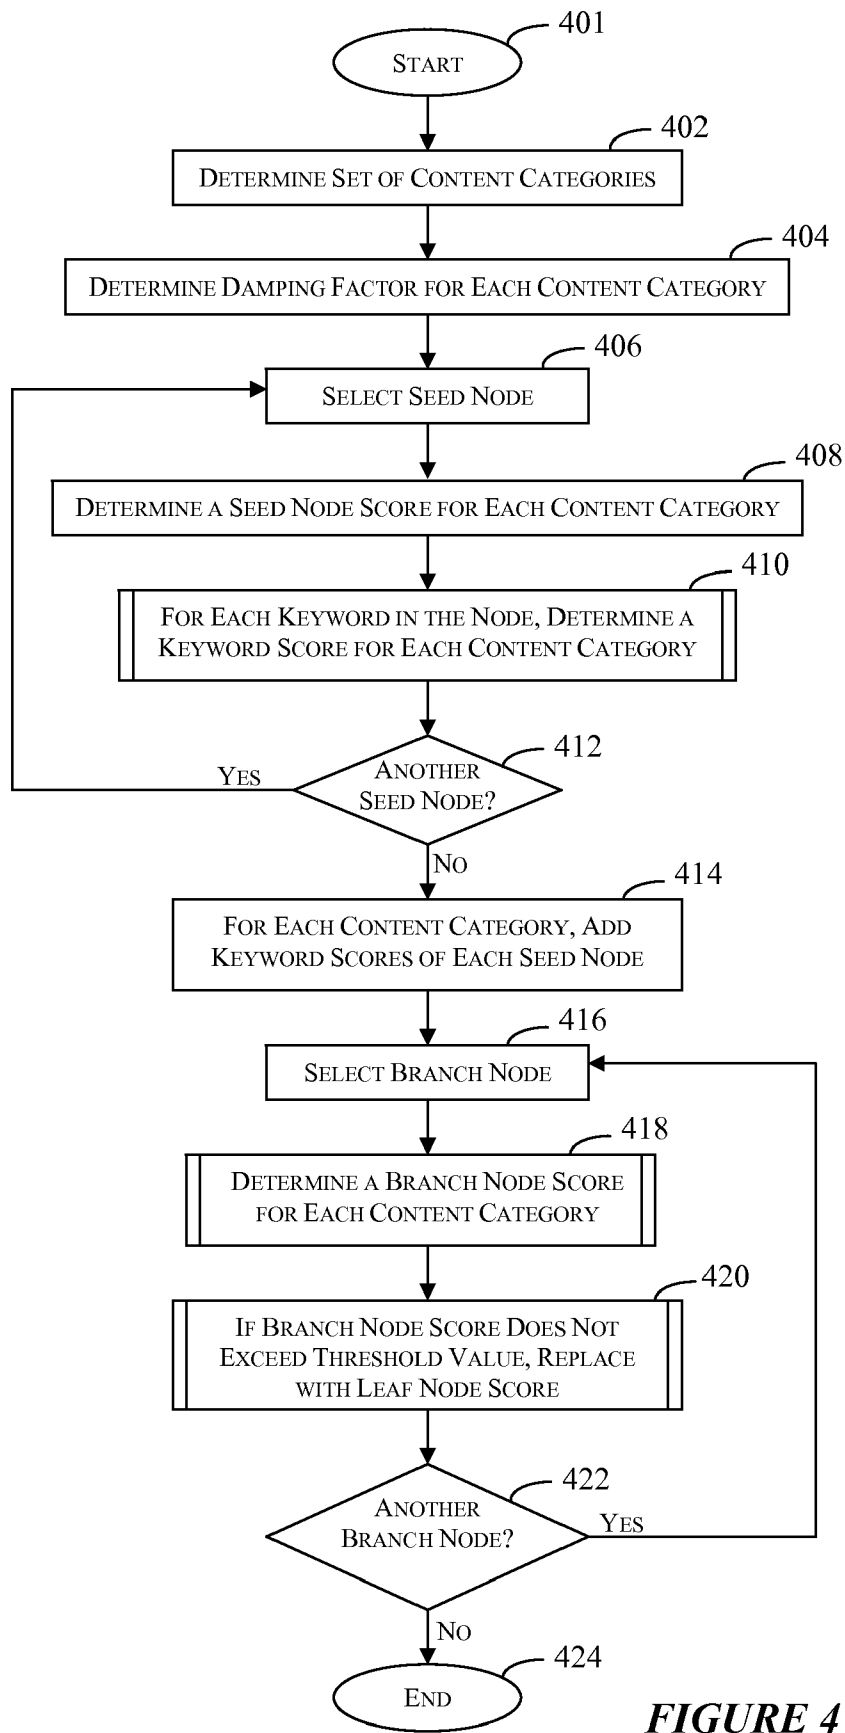 401
START
402
DETERMINE SET OF CONTENT CATEGORIES
404
DETERMINE DAMPING FACTOR FOR EACH CONTENT CATEGORY
406
SELECT SEED NODE
408
DETERMINE A SEED NODE SCORE FOR EACH CONTENT CATEGORY
410
FOR EACH KEYWORD IN THE NODE, DETERMINE A
KEYWORD SCORE FOR EACH CONTENT CATEGORY
412
ANOTHER
SEED NODE?
YES
NO
414
FOR EACH CONTENT CATEGORY, ADD
KEYWORD SCORES OF EACH SEED NODE
416
SELECT BRANCH NODE
418
DETERMINE A BRANCH NODE SCORE
FOR EACH CONTENT CATEGORY
420
IF BRANCH NODE SCORE DOES NOT
EXCEED THRESHOLD VALUE, REPLACE
WITH LEAF NODE SCORE
422
ANOTHER
BRANCH NODE?
YES
NO
424
END
FIGURE 4